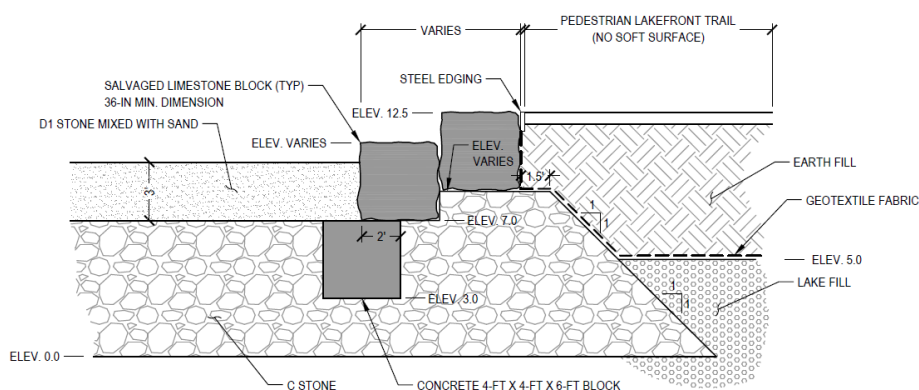 PEDESTRIAN LAKEFRONT TRAIL
(NO SOFT SURFACE)
VARIES
STEEL EDGING
SALVAGED LIMESTONE BLOCK (TYP)
36-IN MIN. DIMENSION
D1 STONE MIXED WITH SAND
ELEV. 12.5
ELEV. VARIES
ELEV.
VARIES
1.5'
EARTH FILL
3'
1
1
GEOTEXTILE FABRIC
ELEV. 7.0
2'
ELEV. 5.0
LAKE FILL
1
1
ELEV. 3.0
ELEV. 0.0
C STONE
CONCRETE 4-FT X 4-FT X 6-FT BLOCK